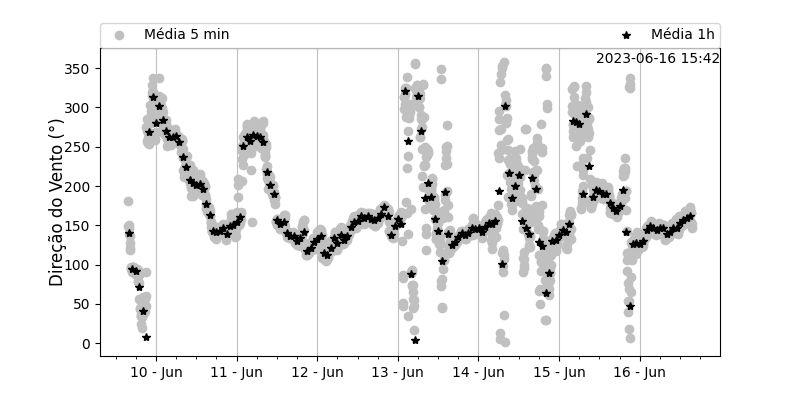 Média 5 min
Média 1h
2023-06-16 15:42
Direção do Vento (°)
350
300
250
200
150
100
50
0
10 - Jun
11 - Jun
12 - Jun
13 - Jun
14 - Jun
15 - Jun
16 - Jun